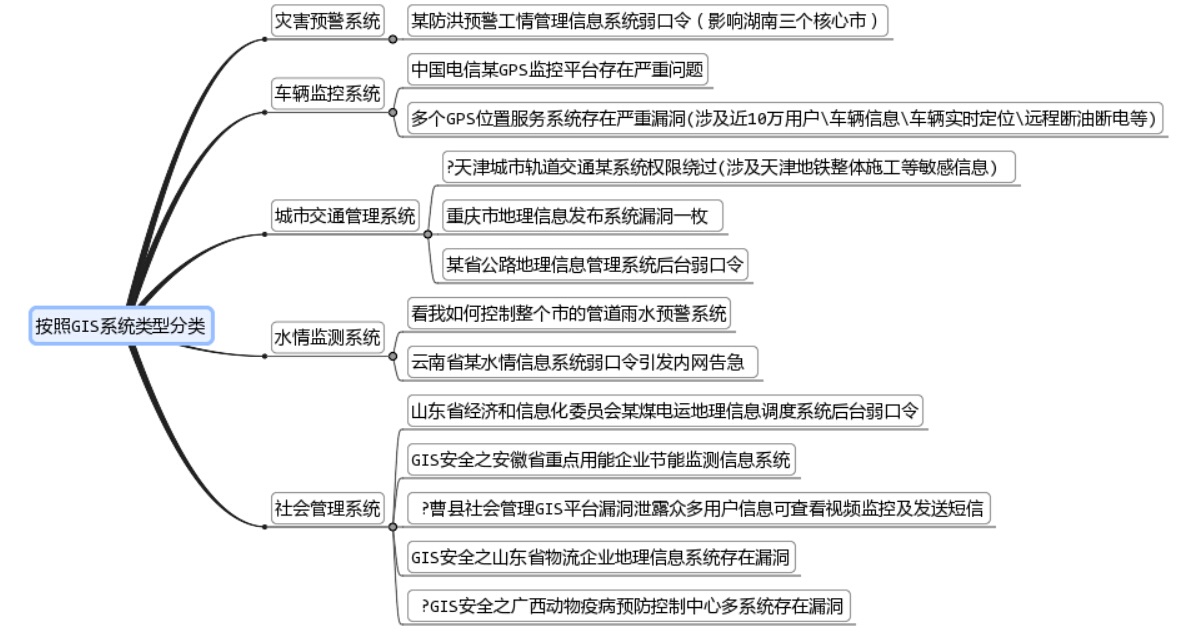 按照GIS系统类型分类
灾害预警系统
某防洪预警工情管理信息系统弱口令（影响湖南三个核心市）
车辆监控系统
中国电信某GPS监控平台存在严重问题
多个GPS位置服务系统存在严重漏洞(涉及近10万用户\车辆信息\车辆实时定位\远程断油断电等)
城市交通管理系统
?天津城市轨道交通某系统权限绕过(涉及天津地铁整体施工等敏感信息)
重庆市地理信息发布系统漏洞一枚
某省公路地理信息管理系统后台弱口令
水情监测系统
看我如何控制整个市的管道雨水预警系统
云南省某水情信息系统弱口令引发内网告急
社会管理系统
山东省经济和信息化委员会某煤电运地理信息调度系统后台弱口令
GIS安全之安徽省重点用能企业节能监测信息系统
?曹县社会管理GIS平台漏洞泄露众多用户信息可查看视频监控及发送短信
GIS安全之山东省物流企业地理信息系统存在漏洞
?GIS安全之广西动物疫病预防控制中心多系统存在漏洞